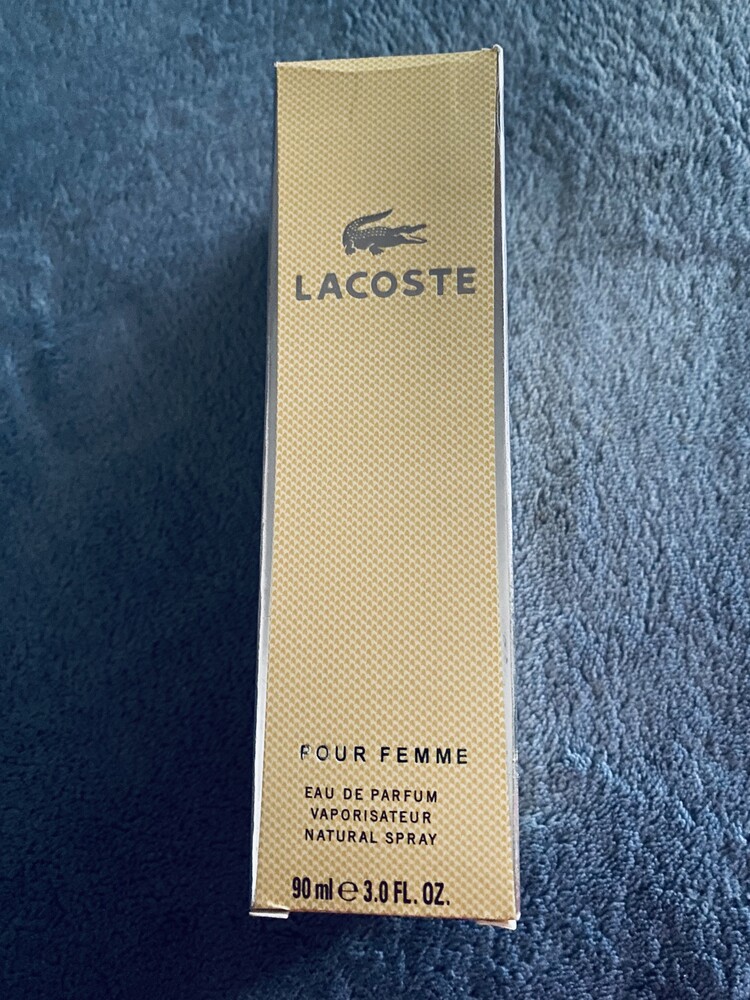 LACOSTE
POUR FEMME
EAU DE PARFUM
VAPORISATEUR
NATURAL SPRAY
90 ml e 3.0 FL. OZ.